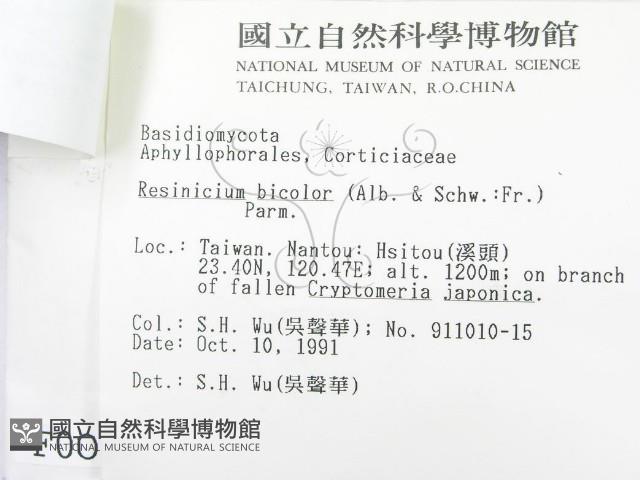 國立自然科學博物館
NATIONAL MUSEUM OF NATURAL SCIENCE
TAICHUNG, TAIWAN, R.O.CHINA
Basidiomycota
Aphyllophorales, Corticiaceae
Resinicium bicolor (Alb. & Schw.:Fr.)
Parm.
Loc.: Taiwan. Nantou: Hsitou(溪頭)
23.40N, 120.47E; alt. 1200m; on branch
of fallen Cryptomeria japonica.
Col.: S.H. Wu(吳聲華); No. 911010-15
Date: Oct. 10, 1991
Det.: S.H. Wu(吳聲華)
國立自然科學博物館
NATIONAL MUSEUM OF NATURAL SCIENCE